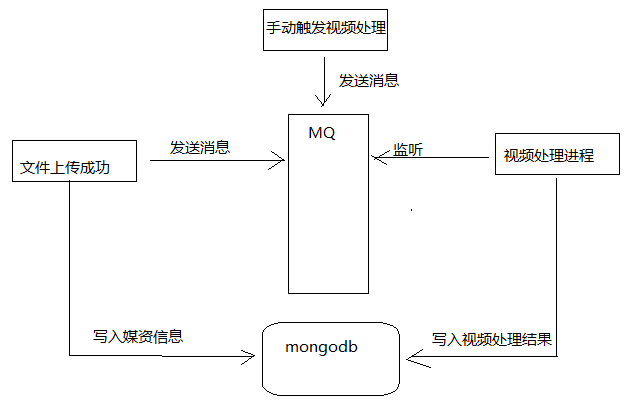 手动触发视频处理
发送消息
MQ
发送消息
监听
文件上传成功
视频处理进程
写入媒资信息
mongodb
写入视频处理结果